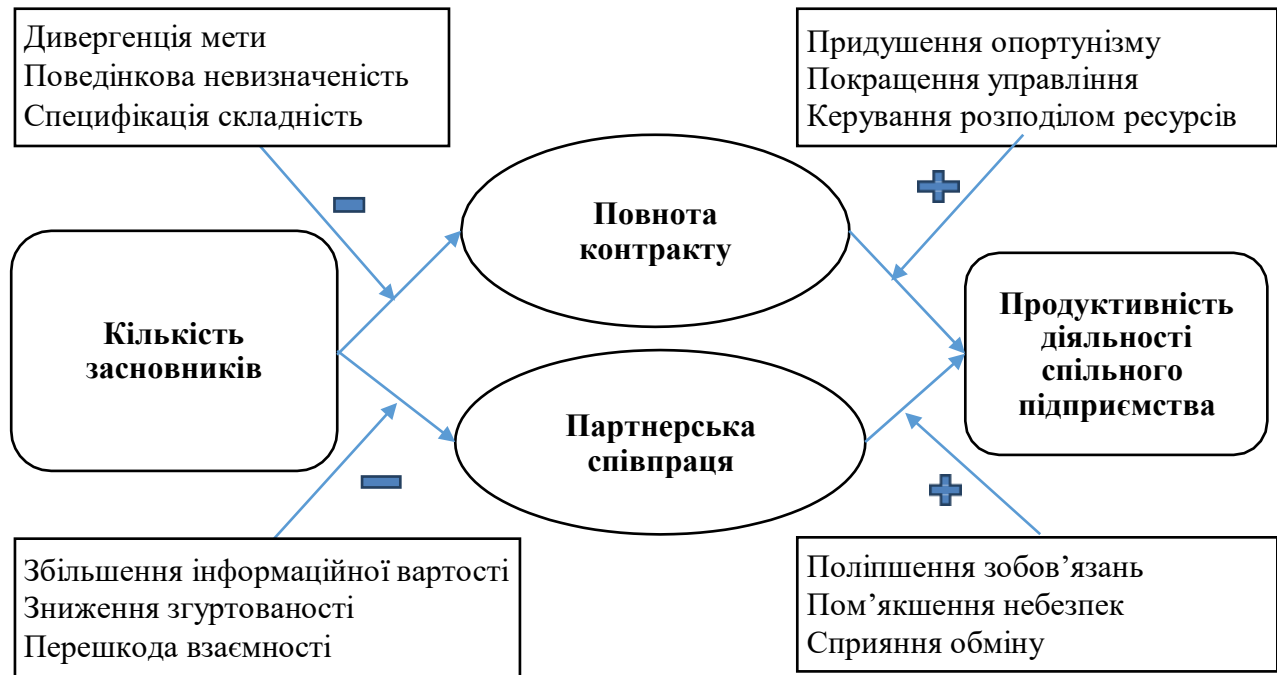 Дивергенція мети
Поведінкова невизначеність
Специфікація складність
Придушення опортунізму
Покращення управління
Керування розподілом ресурсів
Повнота
контракту
Кількість
засновників
Продуктивність
діяльності
спільного
підприємства
Партнерська
співпраця
Збільшення інформаційної вартості
Зниження згуртованості
Перешкода взаємності
Поліпшення зобов’язань
Пом’якшення небезпек
Сприяння обміну